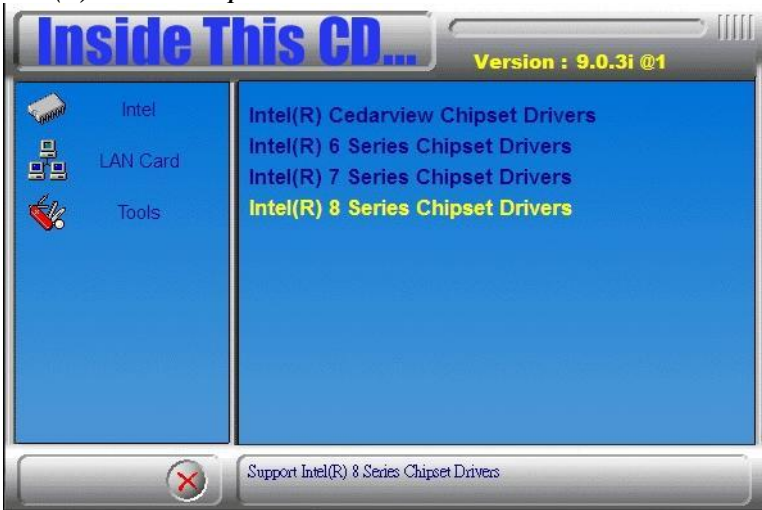 Inside This CD...
Version : 9.0.3i @1
Intel
LAN Card
Tools
Intel(R) Cedarview Chipset Drivers
Intel(R) 6 Series Chipset Drivers
Intel(R) 7 Series Chipset Drivers
Intel(R) 8 Series Chipset Drivers
Support Intel(R) 8 Series Chipset Drivers